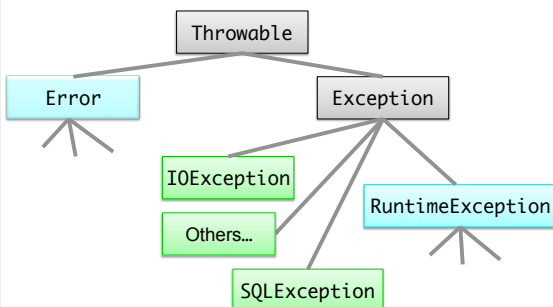 Throwable
Error
Exception
IOException
RuntimeException
Others...
SQLException